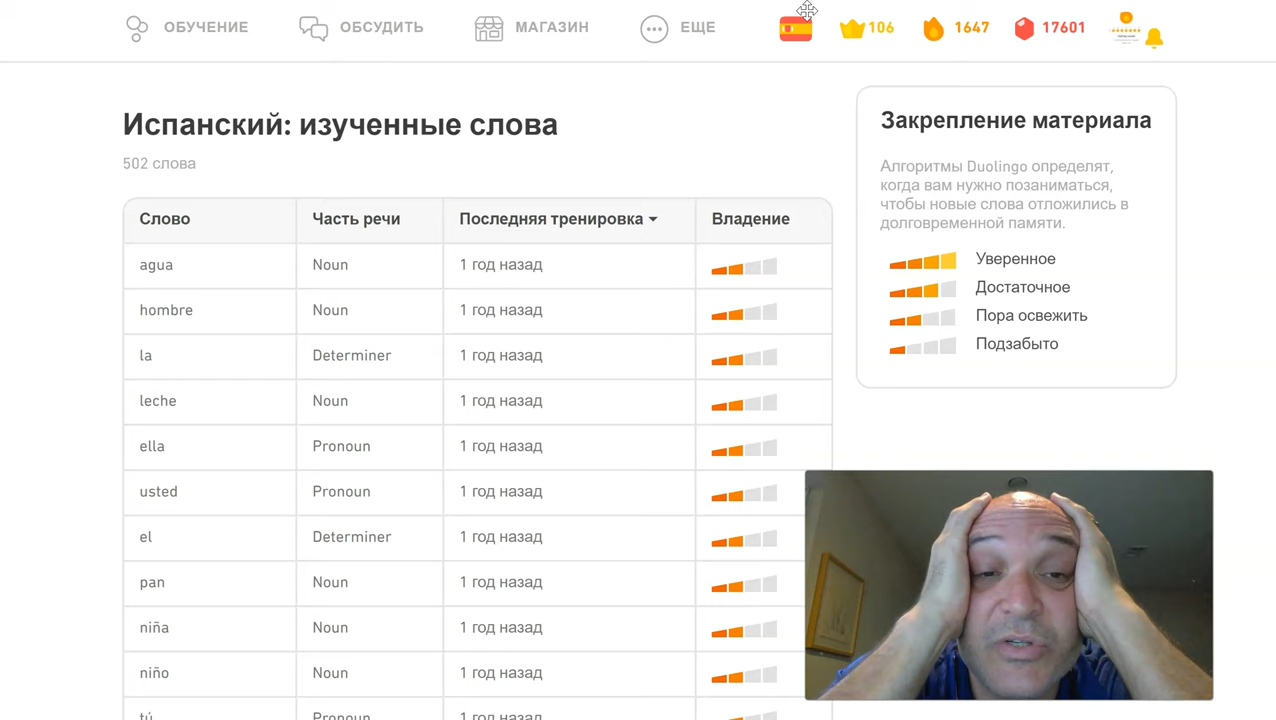 ОБУЧЕНИЕ ОБСУДИТЬ МАГАЗИН ЕЩЕ 106 1647 17601
Испанский: изученные слова
502 слова
Слово Часть речи Последняя тренировка Владение
agua Noun 1 год назад
hombre Noun 1 год назад
la Determiner 1 год назад
leche Noun 1 год назад
ella Pronoun 1 год назад
usted Pronoun 1 год назад
el Determiner 1 год назад
pan Noun 1 год назад
niña Noun 1 год назад
niño Noun 1 год назад
tú Pronoun 1 год назад
Закрепление материала
Алгоритмы Duolingo определят,
когда вам нужно позаниматься,
чтобы новые слова отложились в
долговременной памяти.
Уверенное
Достаточное
Пора освежить
Подзабыто